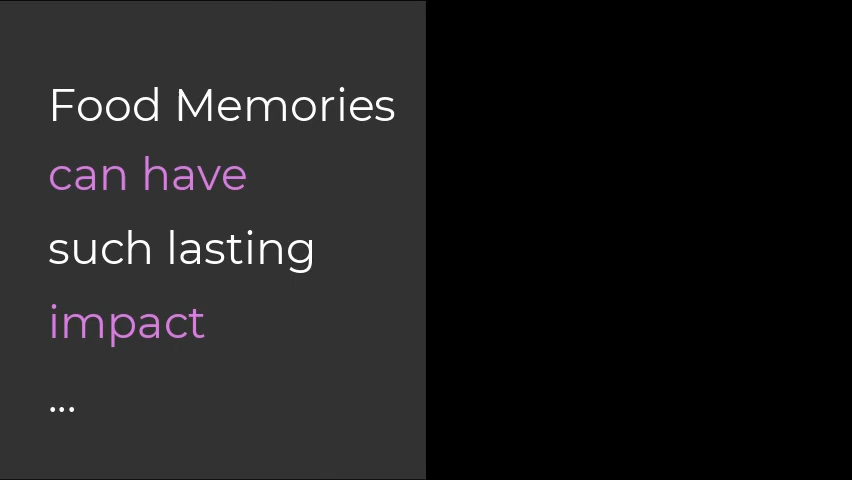 Food Memories
can have
such lasting
impact
...